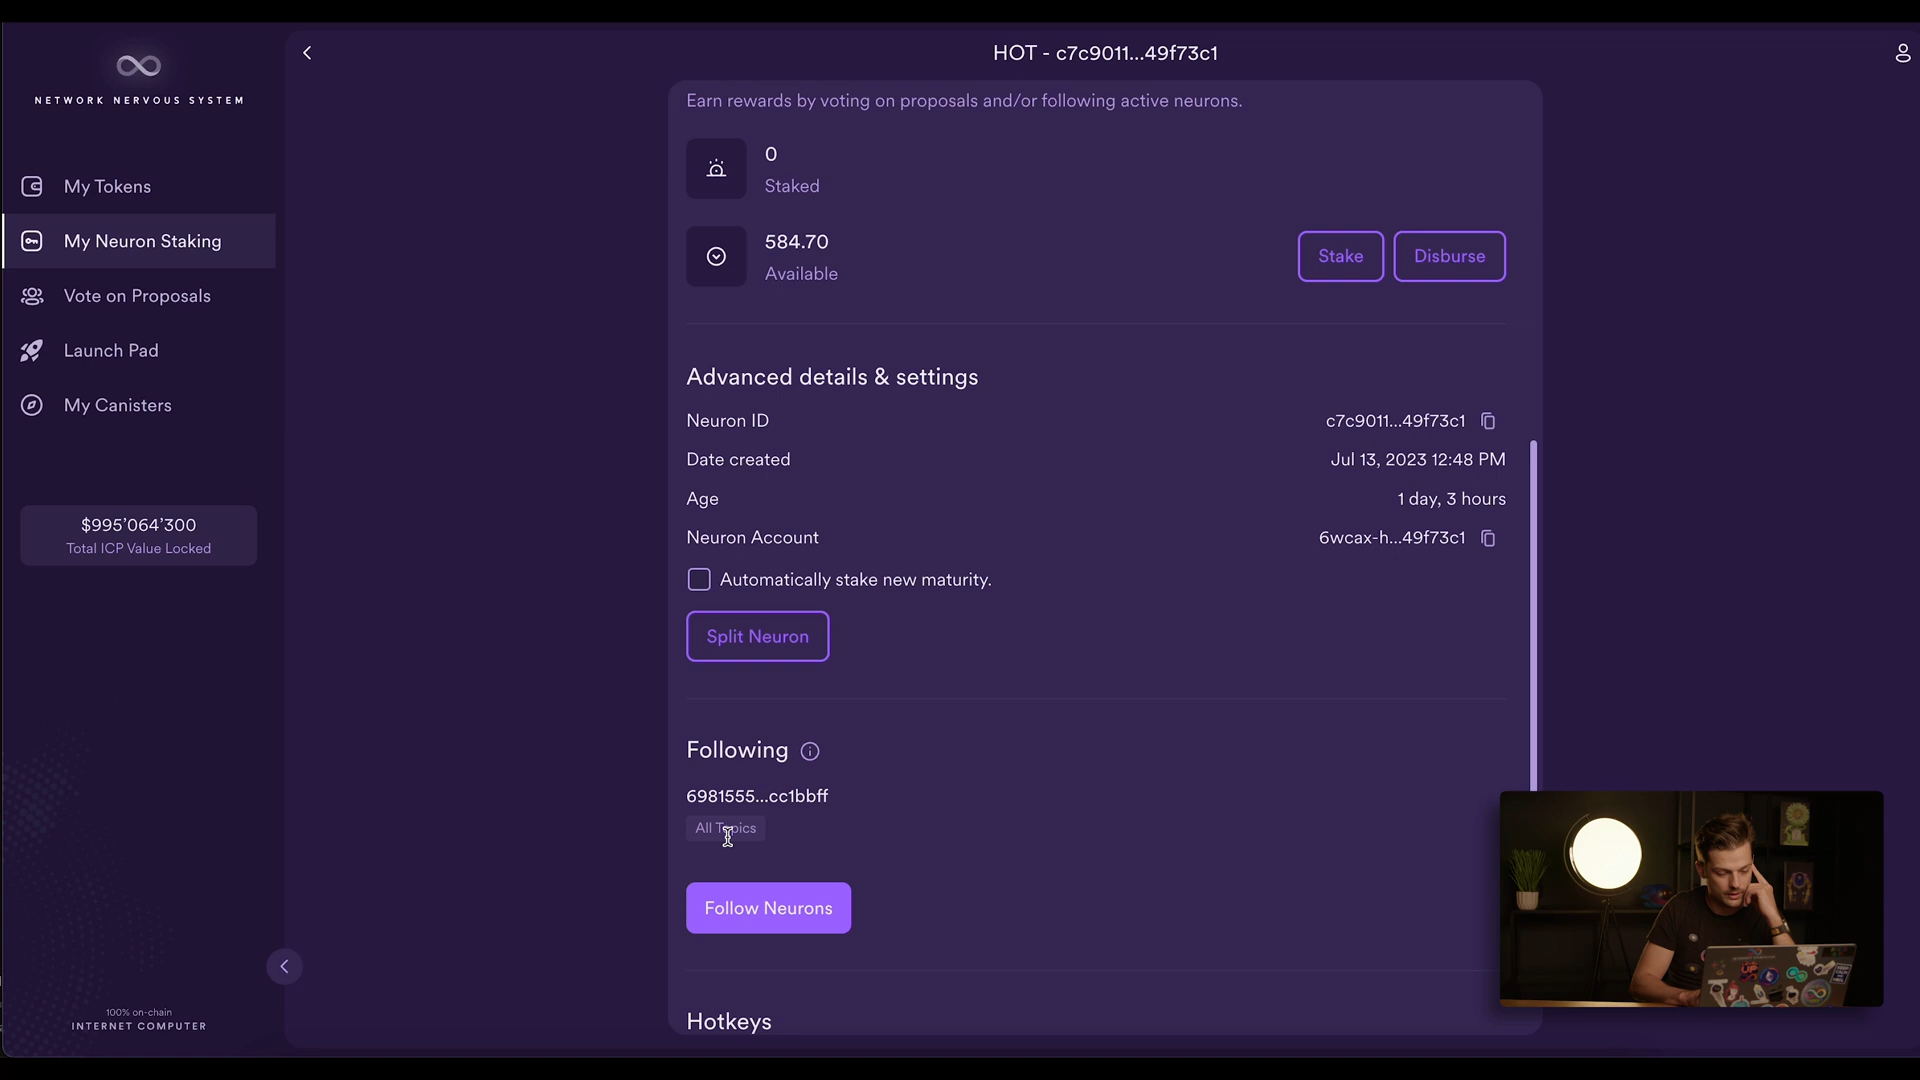 NETWORK NERVOUS SYSTEM
My Tokens
My Neuron Staking
Vote on Proposals
Launch Pad
My Canisters
$995’064’300
Total ICP Value Locked
100% on-chain
INTERNET COMPUTER
HOT - c7c9011...49f73c1
Earn rewards by voting on proposals and/or following active neurons.
0
Staked
584.70
Available
Stake
Disburse
Advanced details & settings
Neuron ID
c7c9011...49f73c1
Date created
Jul 13, 2023 12:48 PM
Age
1 day, 3 hours
Neuron Account
6wcax-h...49f73c1
Automatically stake new maturity.
Split Neuron
Following
6981555...cc1bbff
All Topics
Follow Neurons
Hotkeys